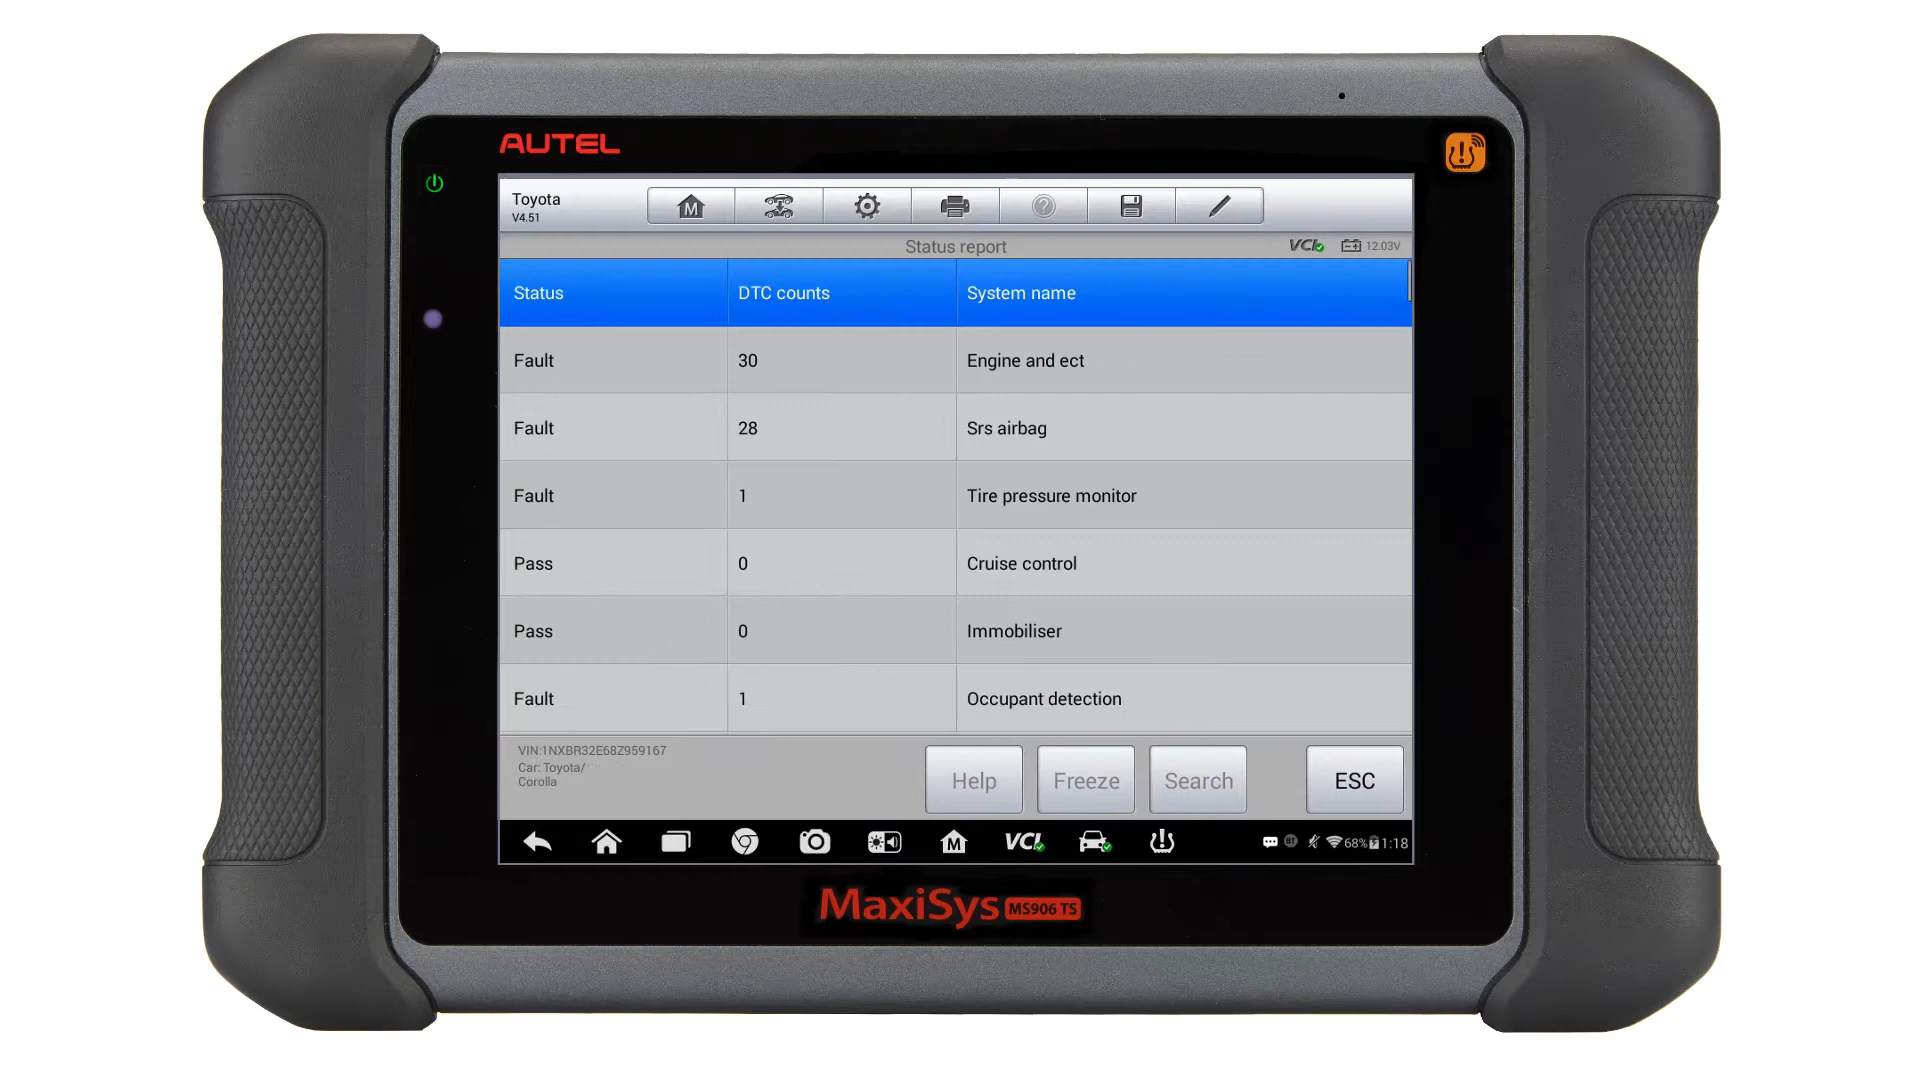 AUTEL
Toyota
V4.51
M
Status report
VCI
12.03V
Status DTC counts System name
Fault 30 Engine and ect
Fault 28 Srs airbag
Fault 1 Tire pressure monitor
Pass 0 Cruise control
Pass 0 Immobiliser
Fault 1 Occupant detection
VIN:1NXBR32E68Z959167
Car: Toyota/
Corolla
Help Freeze Search ESC
M VCI 68% 1:18
MaxiSys MS906 TS